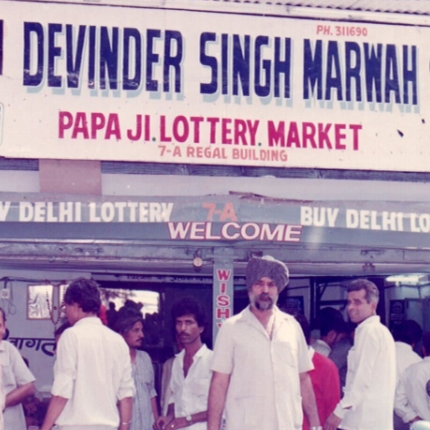 PH. 311690
DEVINDER SINGH MARWAH
PAPA JI. LOTTERY. MARKET
7-A REGAL BUILDING
DELHI LOTTERY
7-A
WELCOME
BUY DELHI LO
WISH